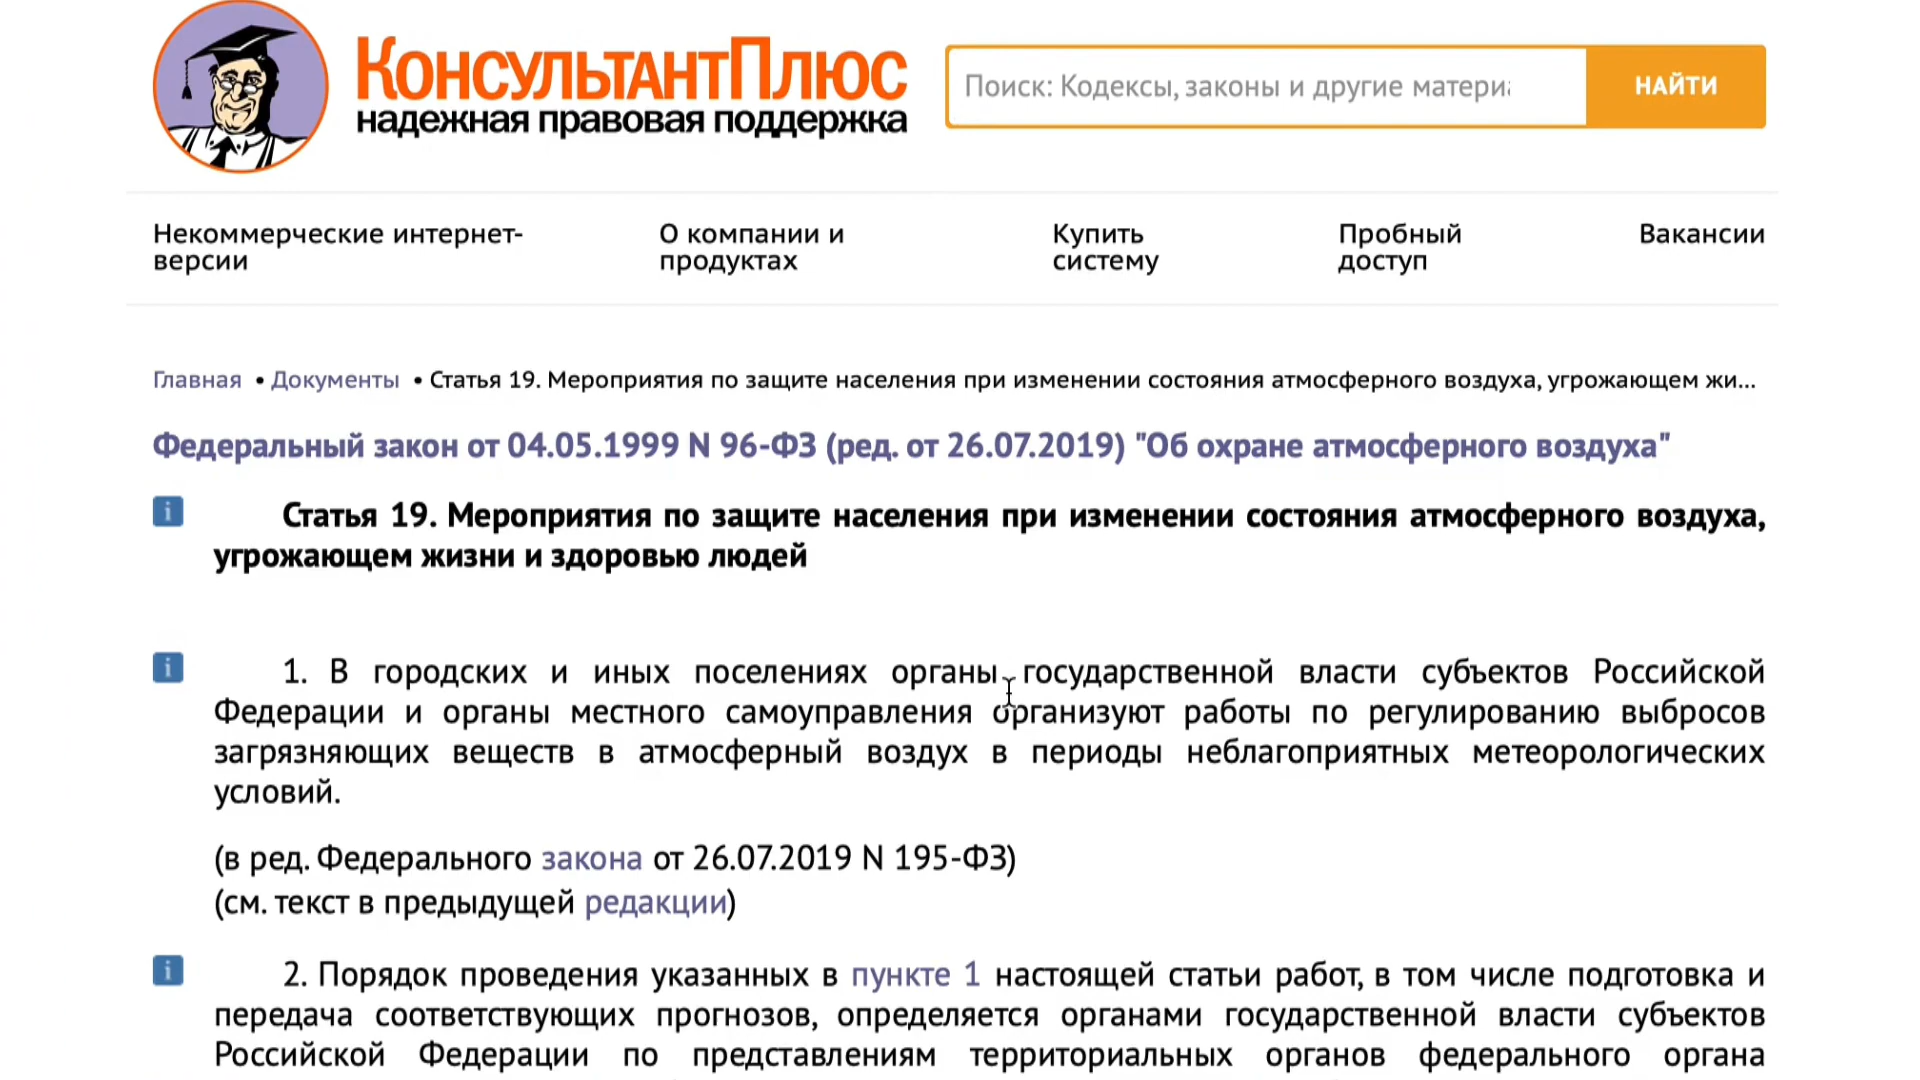 КонсультантПлюс
надежная правовая поддержка
Поиск: Кодексы, законы и другие матери
НАЙТИ
Некоммерческие интернет-
версии
О компании и
продуктах
Купить
систему
Пробный
доступ
Вакансии
Главная • Документы • Статья 19. Мероприятия по защите населения при изменении состояния атмосферного воздуха, угрожающем жи...
Федеральный закон от 04.05.1999 N 96-ФЗ (ред. от 26.07.2019) "Об охране атмосферного воздуха"
Статья 19. Мероприятия по защите населения при изменении состояния атмосферного воздуха,
угрожающем жизни и здоровью людей
1. В городских и иных поселениях органы государственной власти субъектов Российской
Федерации и органы местного самоуправления организуют работы по регулированию выбросов
загрязняющих веществ в атмосферный воздух в периоды неблагоприятных метеорологических
условий.
(в ред. Федерального закона от 26.07.2019 N 195-ФЗ)
(см. текст в предыдущей редакции)
2. Порядок проведения указанных в пункте 1 настоящей статьи работ, в том числе подготовка и
передача соответствующих прогнозов, определяется органами государственной власти субъектов
Российской Федерации по представлениям территориальных органов федерального органа